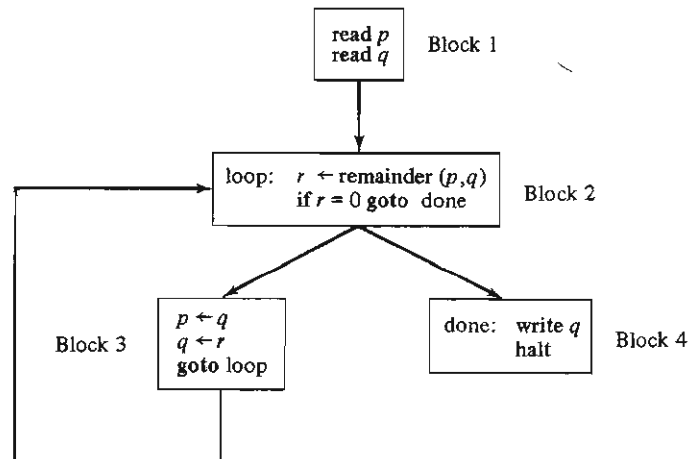 read p
read q
Block 1
loop: r ← remainder (p,q)
if r = 0 goto done
Block 2
Block 3
p ← q
q ← r
goto loop
done: write q
halt
Block 4